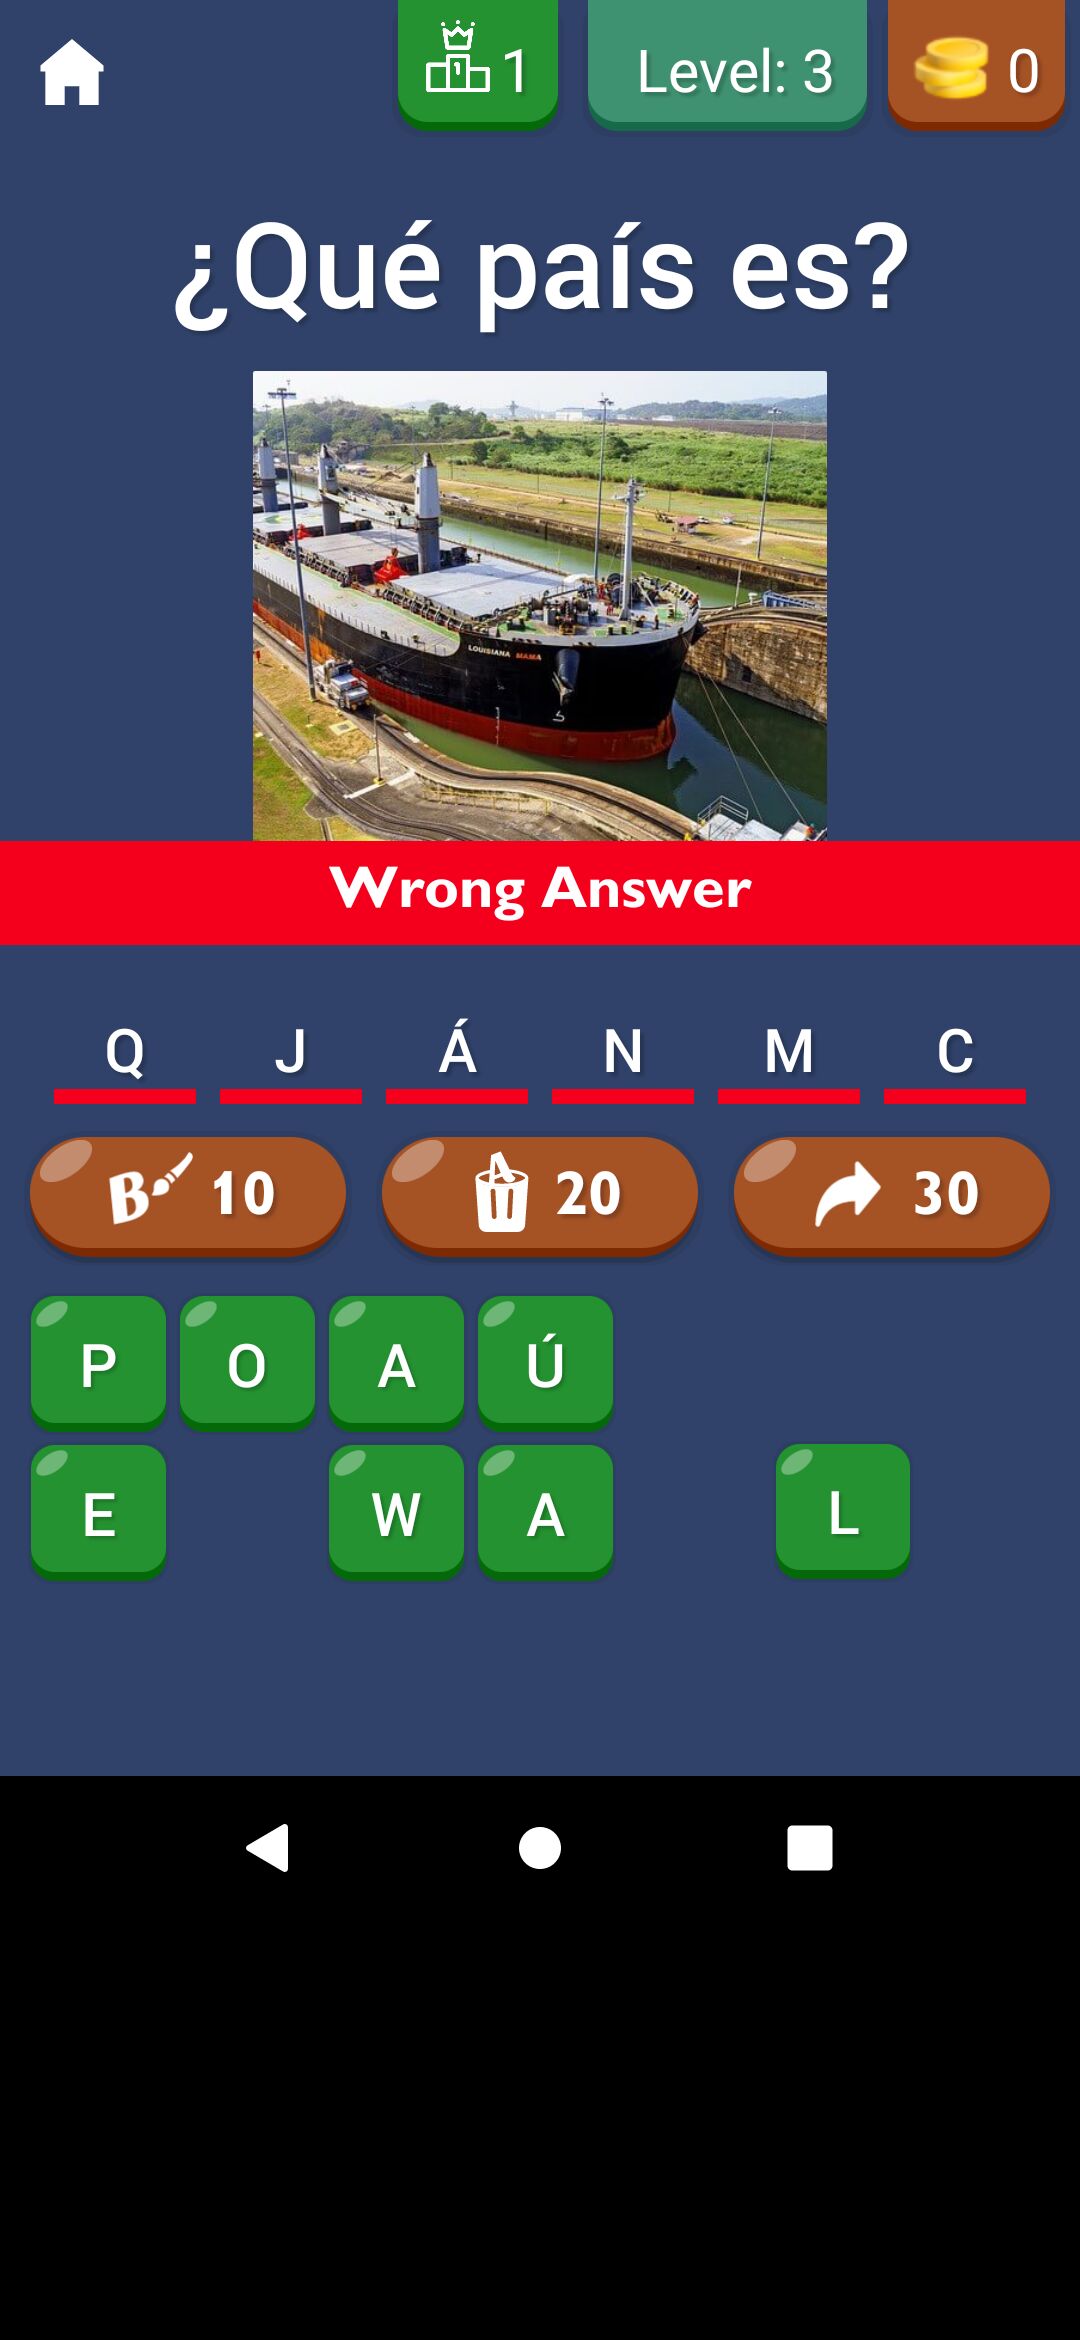 1 Level: 3 0
¿Qué país es?
LOUISIANA MAMA
Wrong Answer
Q J Á N M C
B 10 20 30
P O A Ú
E W A L